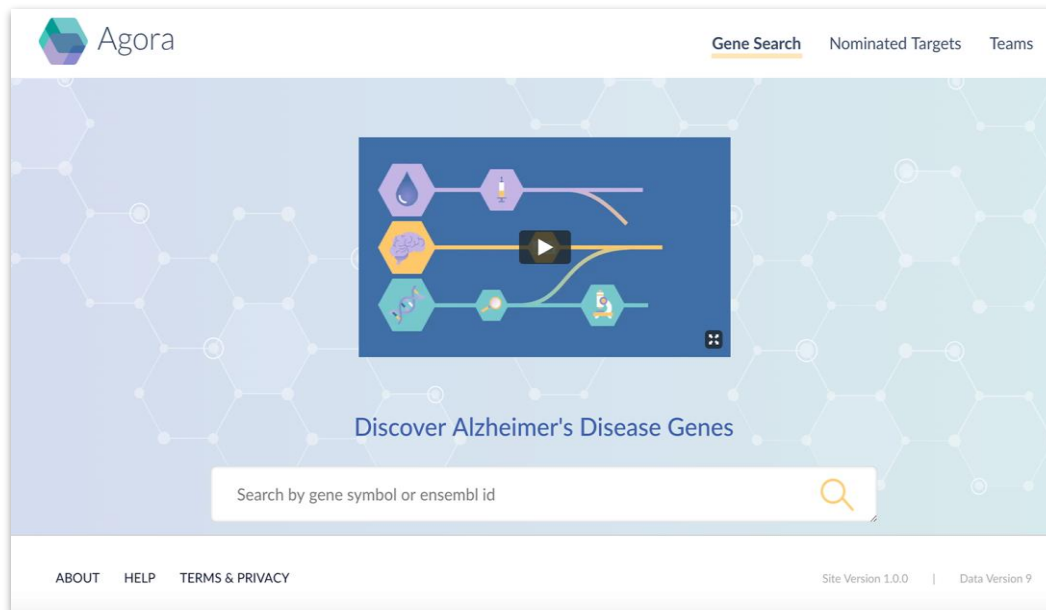 Agora
Gene Search Nominated Targets Teams
Discover Alzheimer's Disease Genes
Search by gene symbol or ensembl id
ABOUT HELP TERMS & PRIVACY Site Version 1.0.0 | Data Version 9